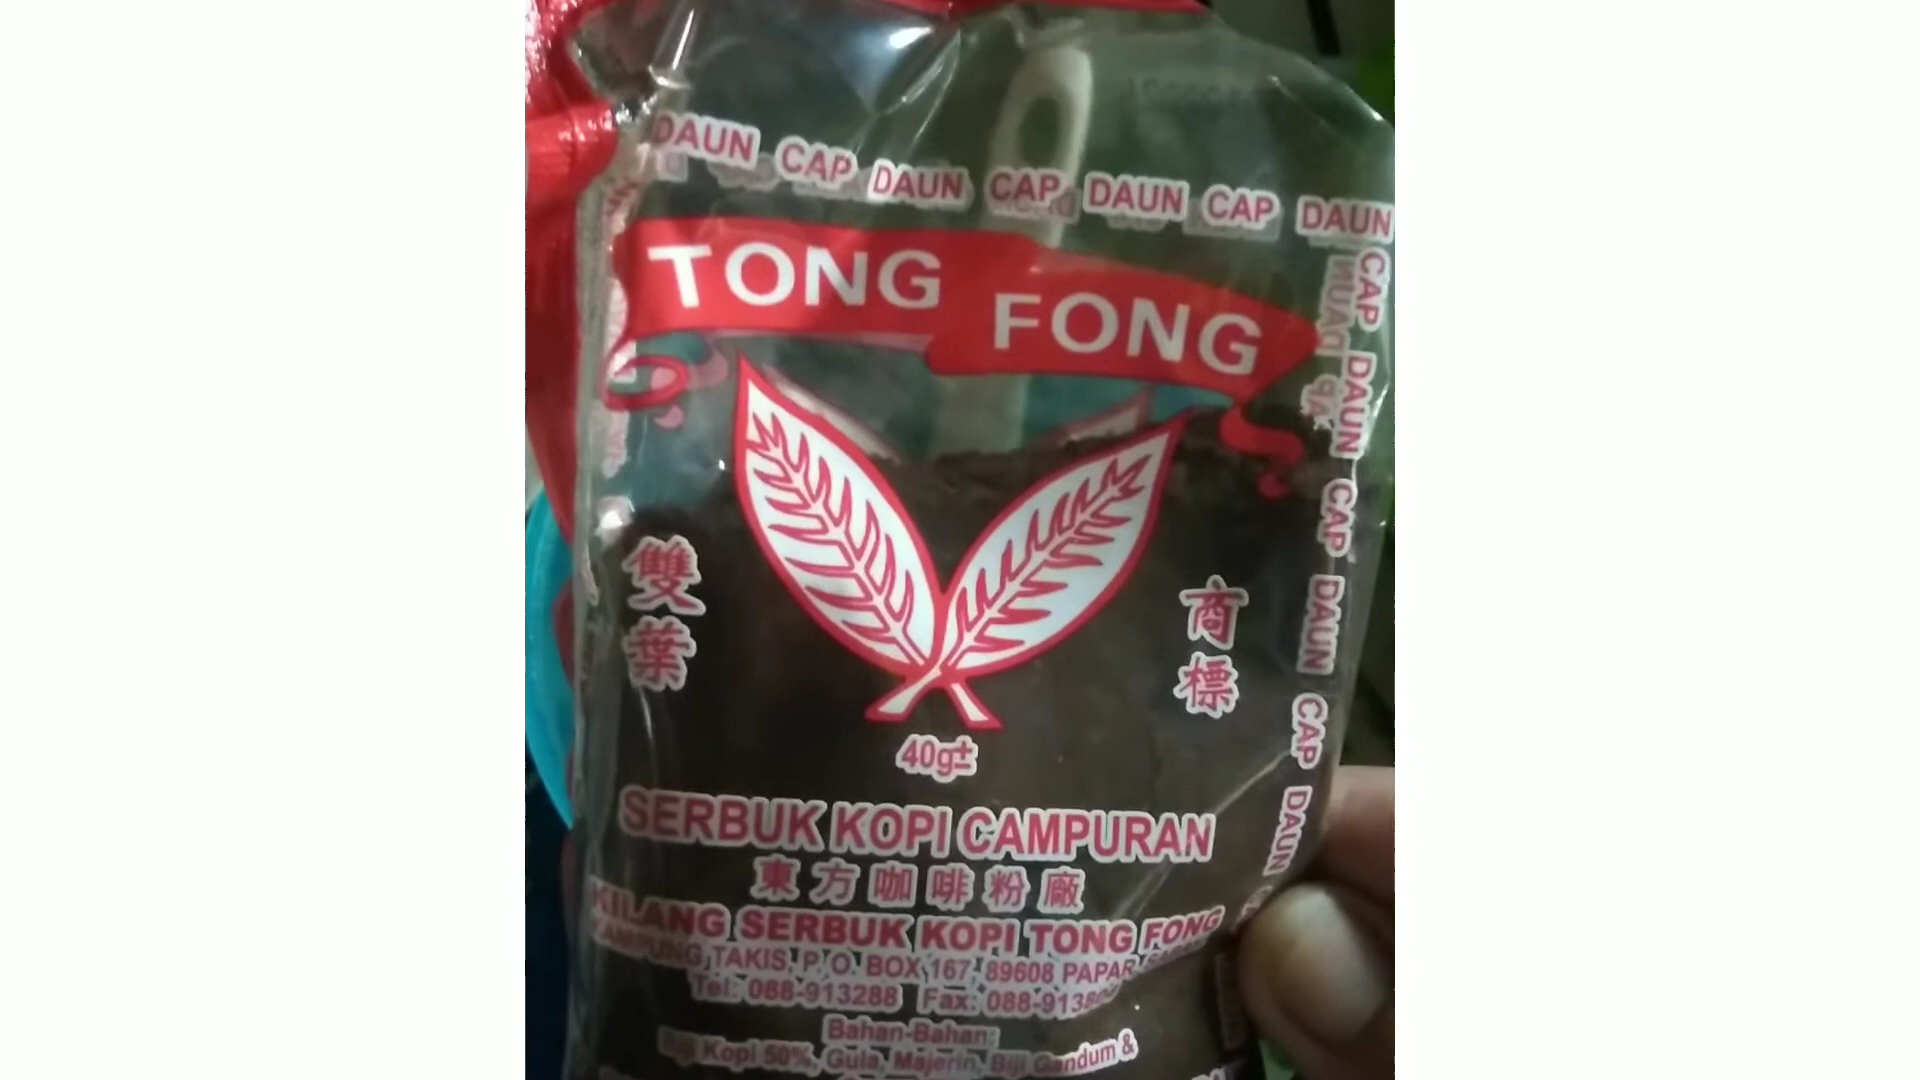 DAUN CAP DAUN CAP DAUN CAP DAUN
CAP DAUN CAP DAUN CAP DAUN
TONG FONG
雙葉
商標
40g±
SERBUK KOPI CAMPURAN
東方咖啡粉廠
KILANG SERBUK KOPI TONG FONG
KAMPUNG TAKIS, P. O. BOX 167, 89608 PAPAR,
Tel: 088-913288 Fax:
Bahan-Bahan:
Biji Kopi 50%, Gula, Majerin, Biji Gandum &